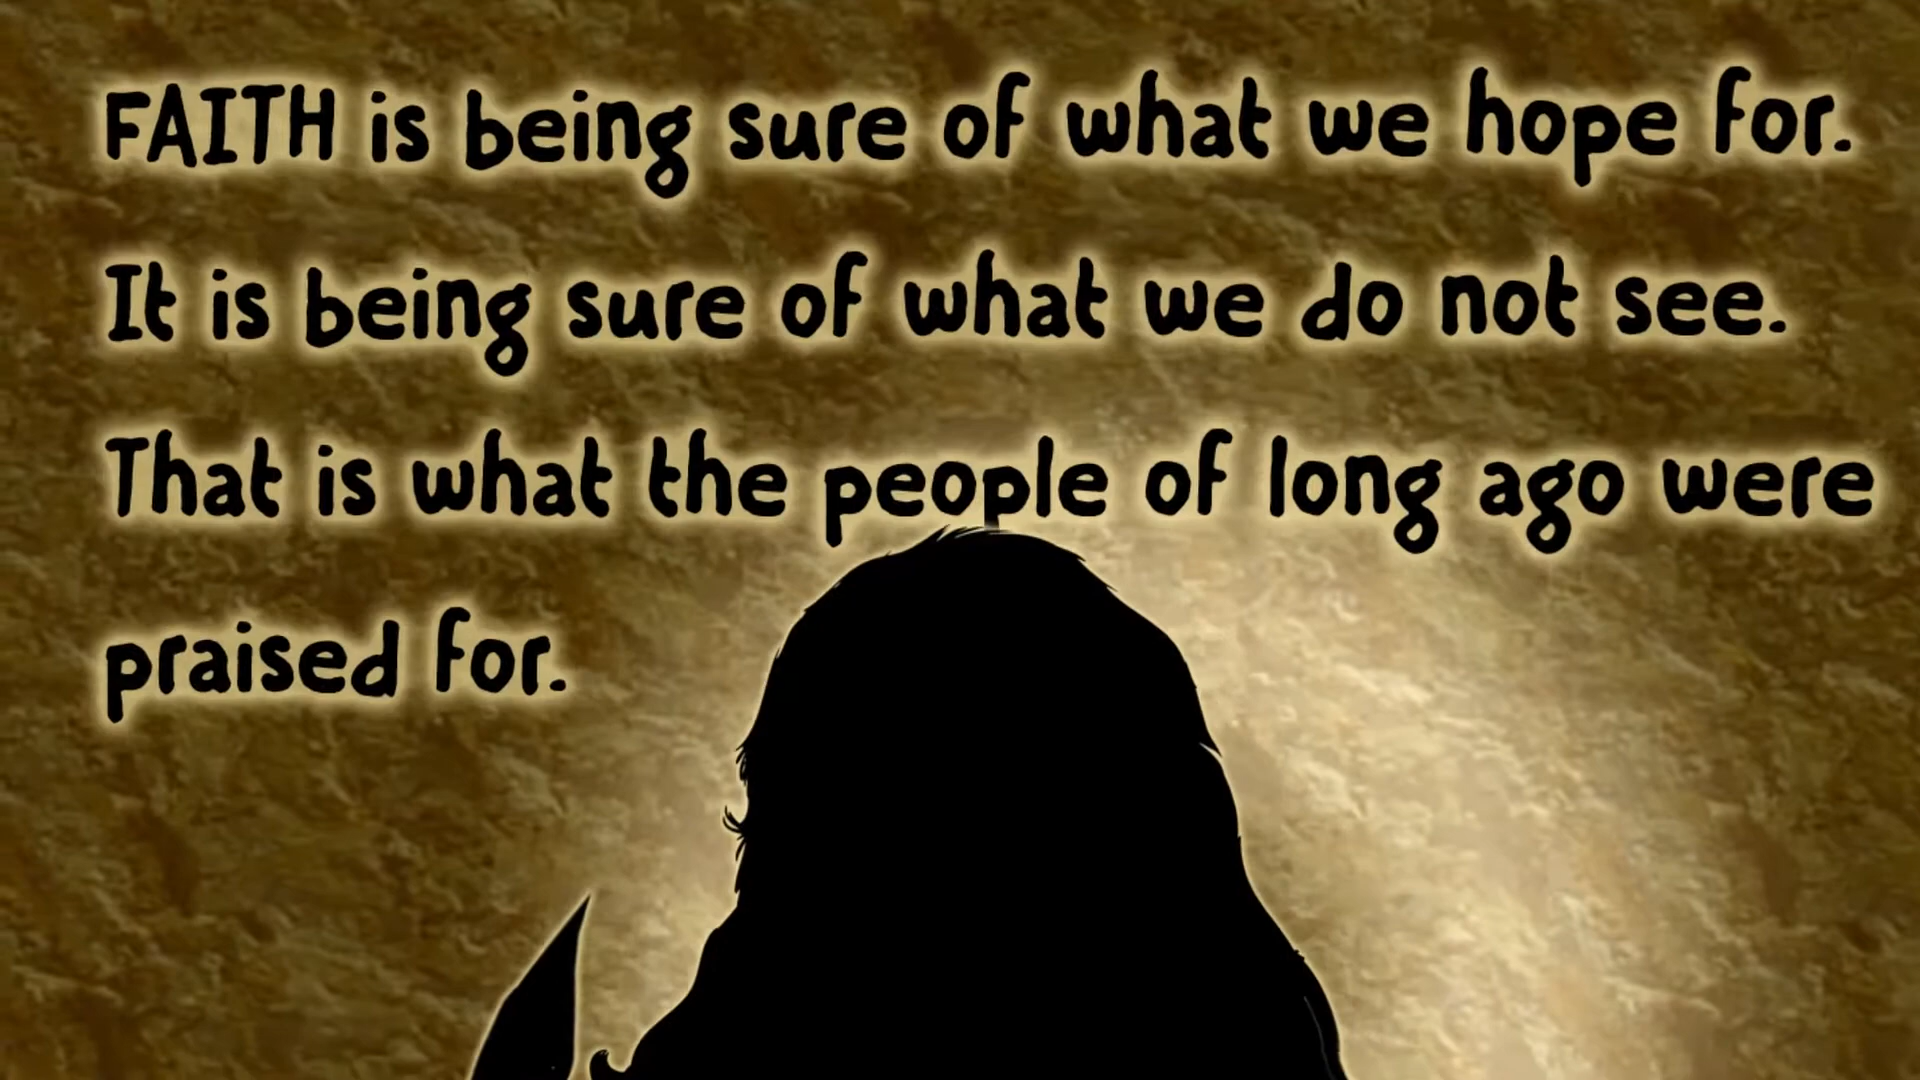 FAITH is being sure of what we hope for.
It is being sure of what we do not see.
That is what the people of long ago were
praised for.